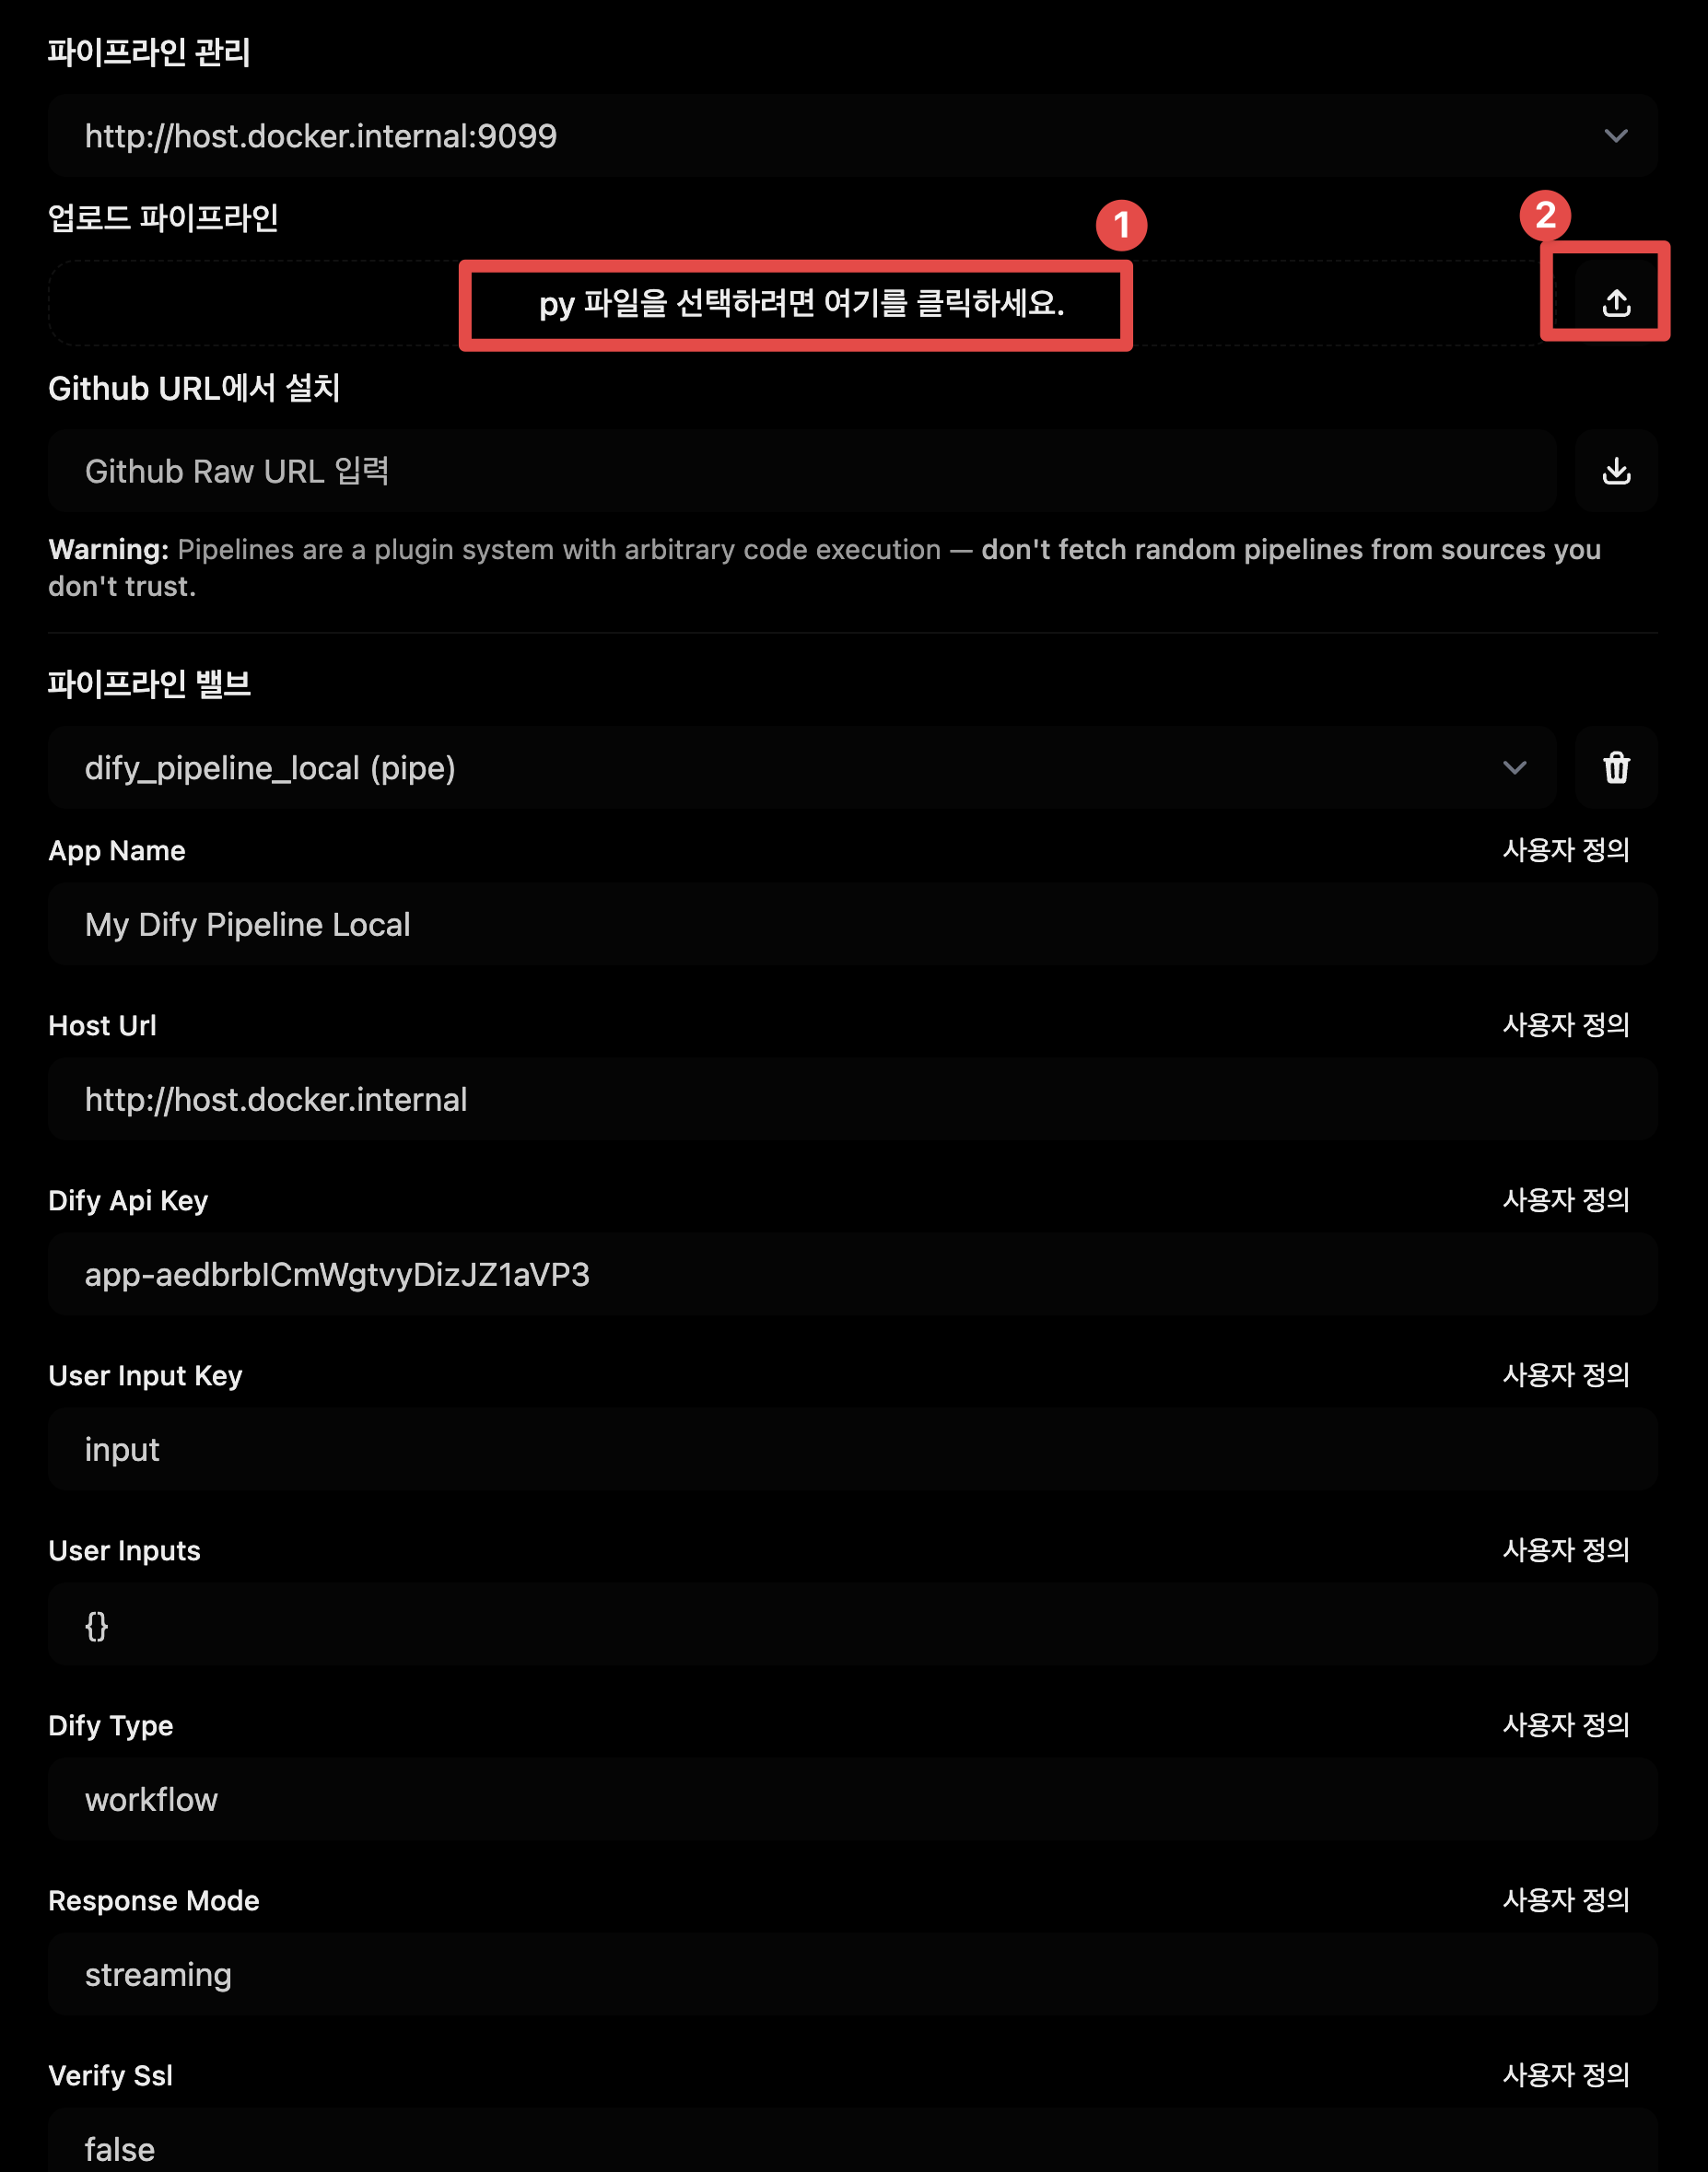 파이프라인 관리
http://host.docker.internal:9099
업로드 파이프라인
1
2
py 파일을 선택하려면 여기를 클릭하세요.
Github URL에서 설치
Github Raw URL 입력
Warning: Pipelines are a plugin system with arbitrary code execution — don't fetch random pipelines from sources you
don't trust.
파이프라인 밸브
dify_pipeline_local (pipe)
App Name 사용자 정의
My Dify Pipeline Local
Host Url 사용자 정의
http://host.docker.internal
Dify Api Key 사용자 정의
app-aedbrbICmWgtvyDizJZ1aVP3
User Input Key 사용자 정의
input
User Inputs 사용자 정의
{}
Dify Type 사용자 정의
workflow
Response Mode 사용자 정의
streaming
Verify Ssl 사용자 정의
false